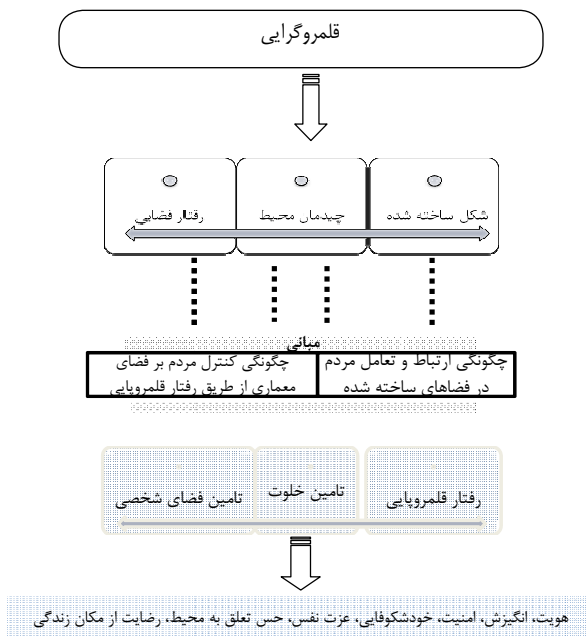 قلمروگرایی
شکل ساخته شده
چیدمان محیط
رفتار فضایی
مبانی
چگونگی ارتباط و تعامل مردم
در فضاهای ساخته شده
چگونگی کنترل مردم بر فضای
معماری از طریق رفتار قلمروپایی
رفتار قلمروپایی
تامین خلوت
تامین فضای شخصی
هویت، انگیزش، امنیت، خودشکوفایی، عزت نفس، حس تعلق به محیط، رضایت از مکان زندگی